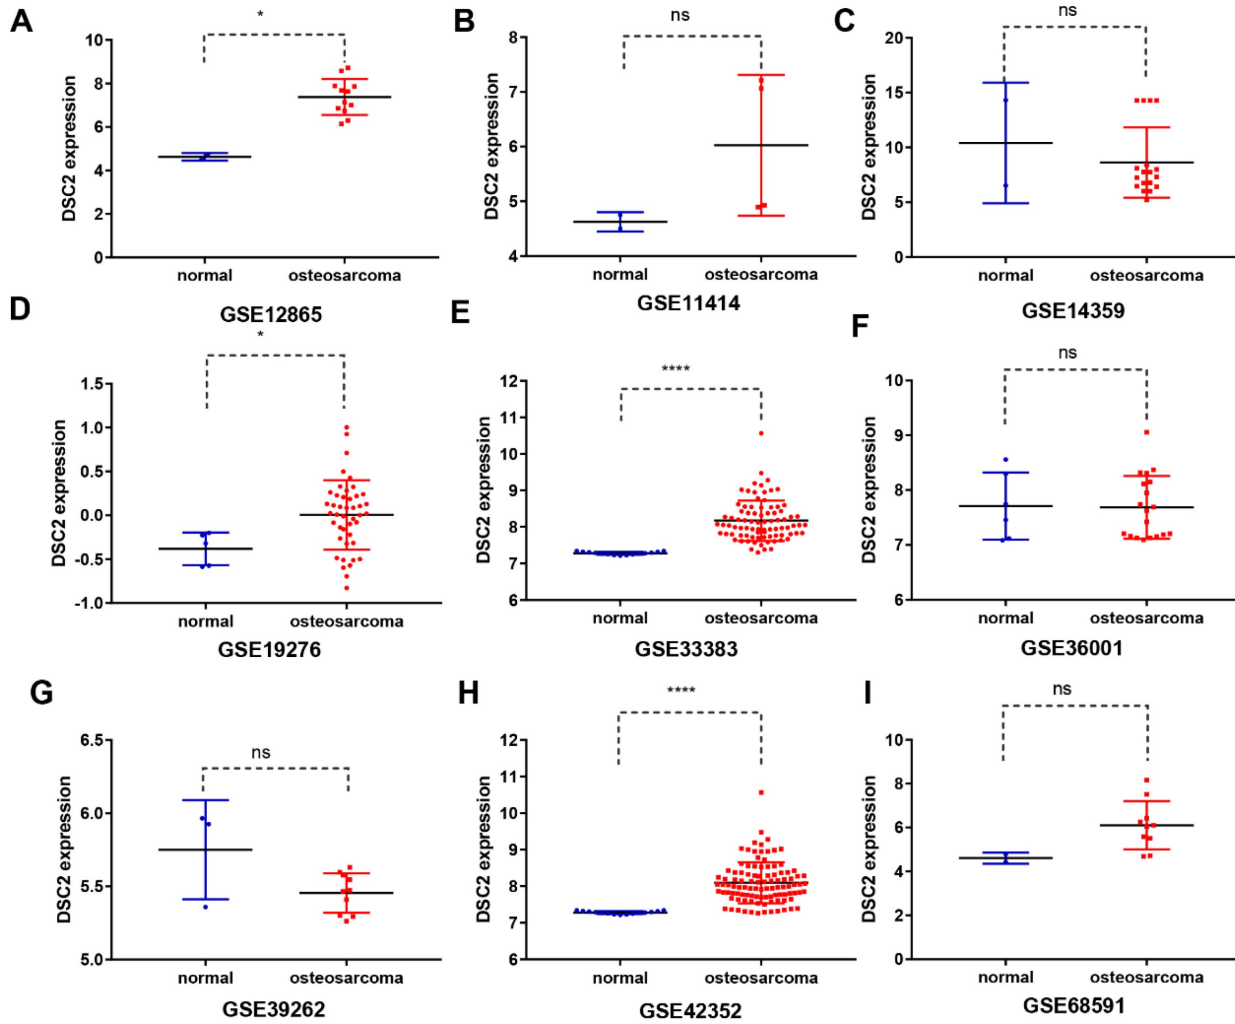 A
*
DSC2 expression
10
8
6
4
2
0
normal osteosarcoma
GSE12865
B
ns
DSC2 expression
8
7
6
5
4
normal osteosarcoma
GSE11414
C
ns
DSC2 expression
20
15
10
5
0
normal osteosarcoma
GSE14359
D
*
DSC2 expression
1.5
1.0
0.5
0.0
-0.5
-1.0
normal osteosarcoma
GSE19276
E
****
DSC2 expression
12
11
10
9
8
7
6
normal osteosarcoma
GSE33383
F
ns
DSC2 expression
10
9
8
7
6
normal osteosarcoma
GSE36001
G
ns
DSC2 expression
6.5
6.0
5.5
5.0
normal osteosarcoma
GSE39262
H
****
DSC2 expression
12
11
10
9
8
7
6
normal osteosarcoma
GSE42352
I
ns
DSC2 expression
10
8
6
4
2
0
normal osteosarcoma
GSE68591